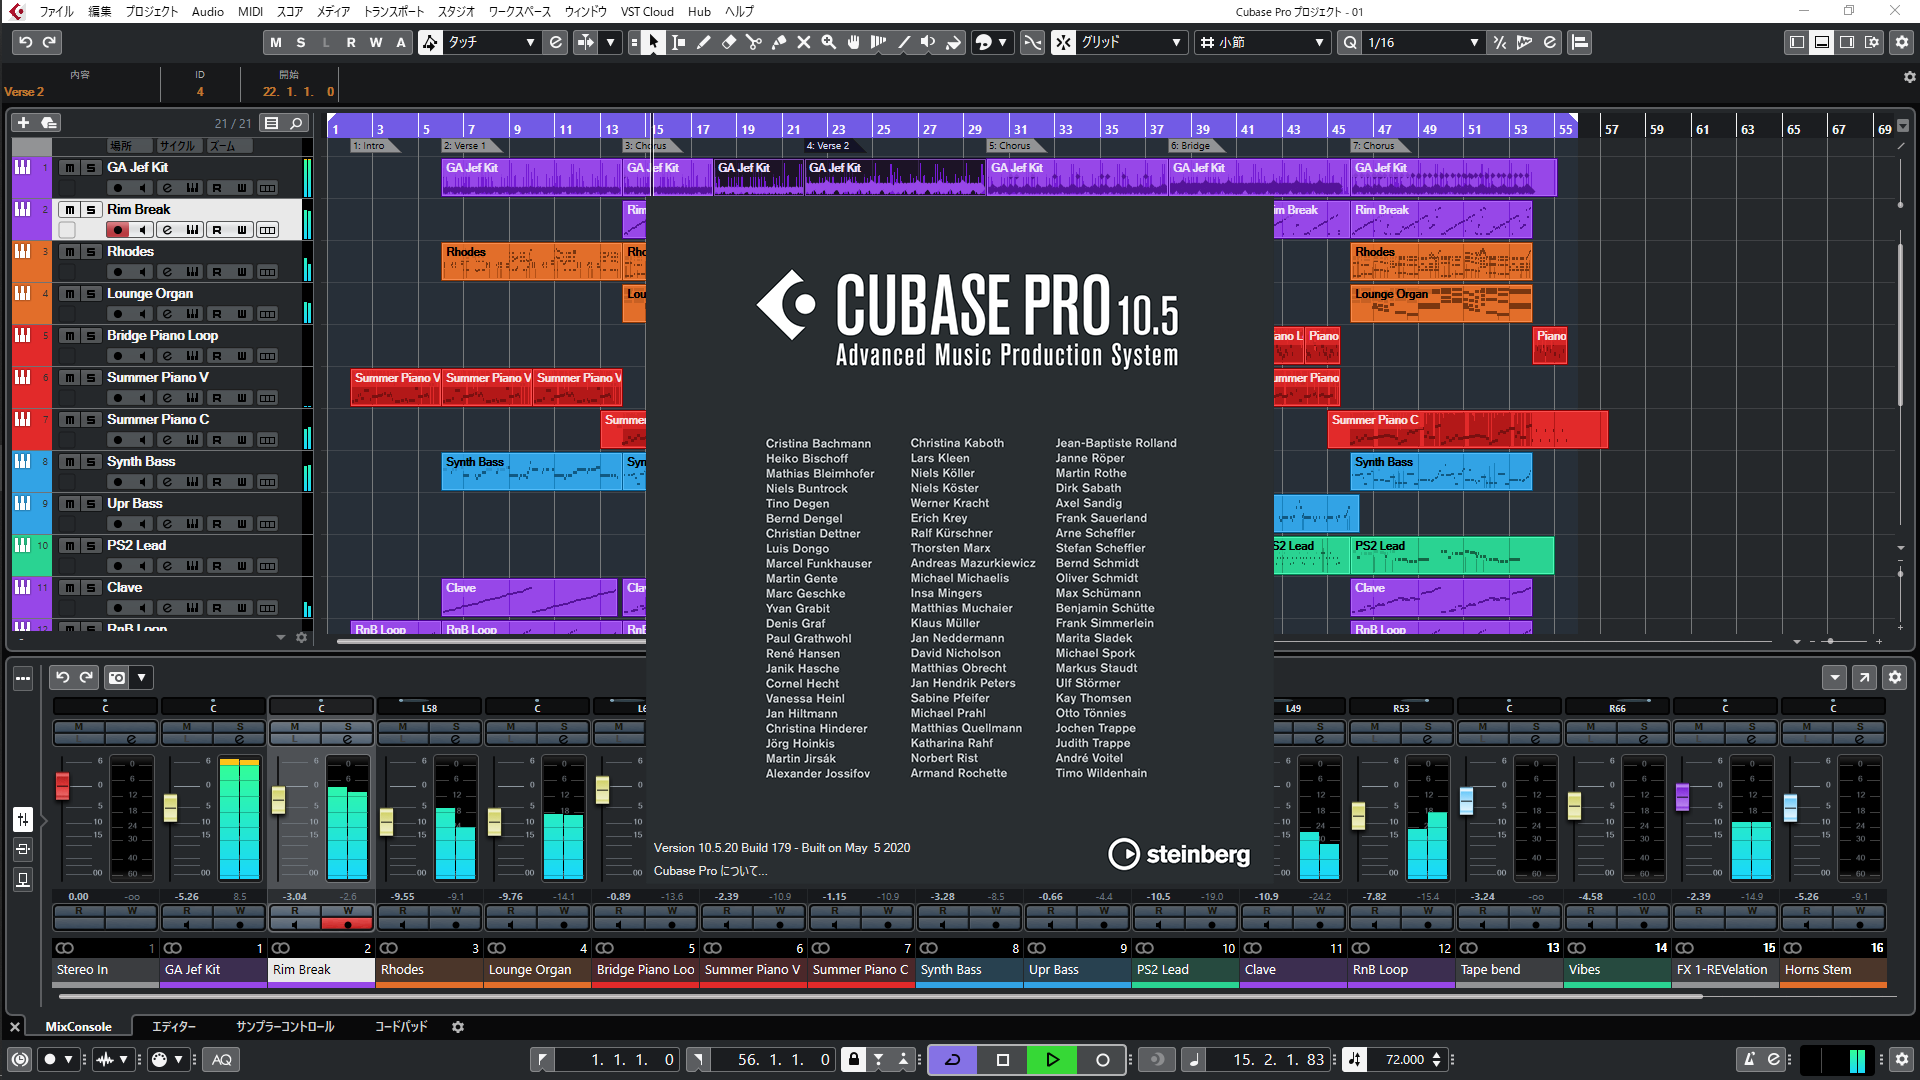 ファイル 編集 プロジェクト Audio MIDI スコア メディア トランスポート スタジオ ワークスペース ウィンドウ VST Cloud Hub ヘルプ
Cubase Pro プロジェクト - 01
M S L R W A タッチ グリッド 小節 Q 1/16
内容 ID 開始
Verse 2 4 22. 1. 1. 0
21 / 21
場所 サイクル ズーム
1 3 5 7 9 11 13 15 17 19 21 23 25 27 29 31 33 35 37 39 41 43 45 47 49 51 53 55 57 59 61 63 65 67 69
1: Intro 2: Verse 1 3: Chorus 4: Verse 2 5: Chorus 6: Bridge 7: Chorus
1 GA Jef Kit
GA Jef Kit GA Jef Kit GA Jef Kit GA Jef Kit GA Jef Kit GA Jef Kit
2 Rim Break
Rim Break Rim Break
3 Rhodes
Rhodes Rhodes
4 Lounge Organ
Lounge Organ
5 Bridge Piano Loop
Piano Piano
6 Summer Piano V
Summer Piano V Summer Piano V Summer Piano V
7 Summer Piano C
Summer Piano C
8 Synth Bass
Synth Bass Synth Bass
9 Upr Bass
10 PS2 Lead
PS2 Lead PS2 Lead
11 Clave
Clave Clave
RnB Loop
RnB Loop RnB Loop RnB Loop
CUBASE PRO 10.5
Advanced Music Production System
Cristina Bachmann Christina Kaboth Jean-Baptiste Rolland
Heiko Bischoff Lars Kleen Janne Röper
Mathias Bleimhofer Niels Köller Martin Rothe
Niels Buntrock Niels Köster Dirk Sabath
Tino Degen Werner Kracht Axel Sandig
Bernd Dengel Erich Krey Frank Sauerland
Christian Dettner Ralf Kürschner Arne Scheffler
Luis Dongo Thorsten Marx Stefan Scheffler
Marcel Funkhauser Andreas Mazurkiewicz Bernd Schmidt
Martin Gente Michael Michaelis Oliver Schmidt
Marc Geschke Insa Mingers Max Schümann
Yvan Grabit Matthias Muchaier Benjamin Schütte
Denis Graf Klaus Müller Frank Simmerlein
Paul Grathwohl Jan Neddermann Marita Sladek
René Hansen David Nicholson Michael Spork
Janik Hasche Matthias Obrecht Markus Staudt
Cornel Hecht Jan Hendrik Peters Ulf Störmer
Vanessa Heinl Sabine Pfeifer Kay Thomsen
Jan Hiltmann Michael Prahl Otto Tönnies
Christina Hinderer Matthias Quellmann Jochen Trappe
Jörg Hoinkis Katharina Rahf Judith Trappe
Martin Jirsák Norbert Rist André Voitel
Alexander Jossifov Armand Rochette Timo Wildenhain
Version 10.5.20 Build 179 - Built on May 5 2020
Cubase Pro について...
steinberg
C C C L58 C L49 R53 C R66 C C
0.00 -oo -5.26 8.5 -3.04 -2.6 -9.55 -9.1 -9.76 -14.1 -0.89 -13.6 -2.39 -10.9 -1.15 -10.9 -3.28 -8.5 -0.66 -4.4 -10.5 -19.0 -10.9 -24.2 -7.82 -15.4 -3.24 -oo -4.58 -10.0 -2.39 -14.9 -5.26 -9.1
1 1 2 3 4 5 6 7 8 9 10 11 12 13 14 15 16
Stereo In GA Jef Kit Rim Break Rhodes Lounge Organ Bridge Piano Loo Summer Piano V Summer Piano C Synth Bass Upr Bass PS2 Lead Clave RnB Loop Tape bend Vibes FX 1-REVelation Horns Stem
MixConsole エディター サンプラーコントロール コードパッド
AQ 1. 1. 1. 0 56. 1. 1. 0 15. 2. 1. 83 72.000